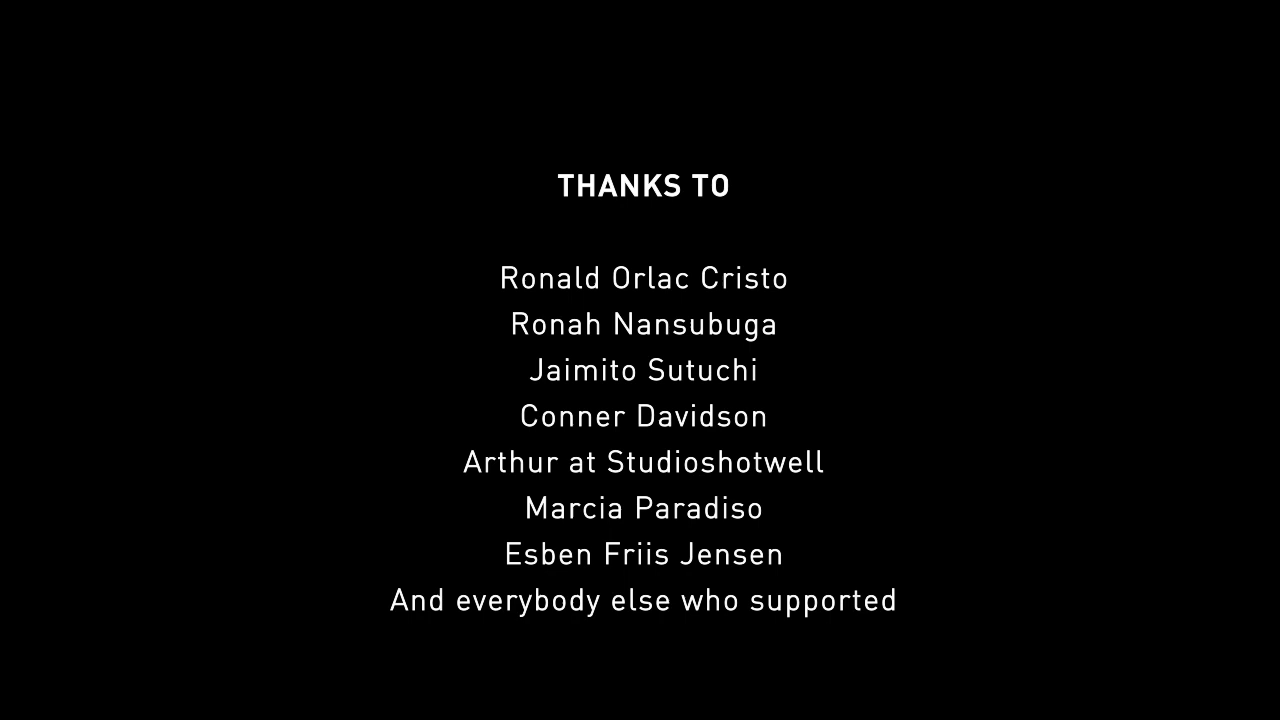 THANKS TO
Ronald Orlac Cristo
Ronah Nansubuga
Jaimito Sutuchi
Conner Davidson
Arthur at Studioshotwell
Marcia Paradiso
Esben Friis Jensen
And everybody else who supported